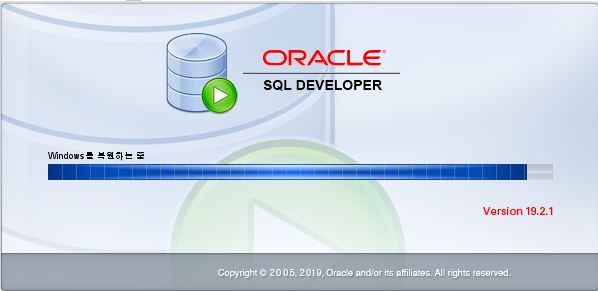 ORACLE®
SQL DEVELOPER
Windows를 복원하는 중
Version 19.2.1
Copyright © 2005, 2019, Oracle and/or its affiliates. All rights reserved.